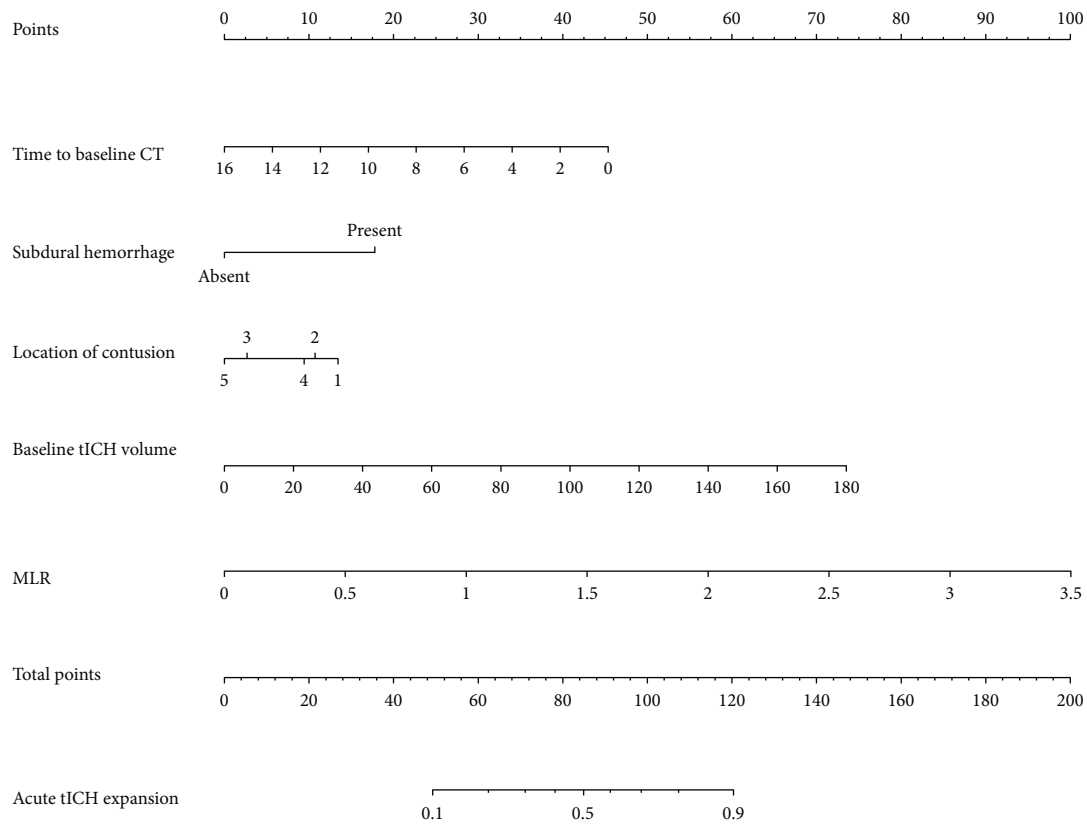 Points
0 10 20 30 40 50 60 70 80 90 100
Time to baseline CT
16 14 12 10 8 6 4 2 0
Subdural hemorrhage
Present
Absent
Location of contusion
3 2
5 4 1
Baseline tICH volume
0 20 40 60 80 100 120 140 160 180
MLR
0 0.5 1 1.5 2 2.5 3 3.5
Total points
0 20 40 60 80 100 120 140 160 180 200
Acute tICH expansion
0.1 0.5 0.9